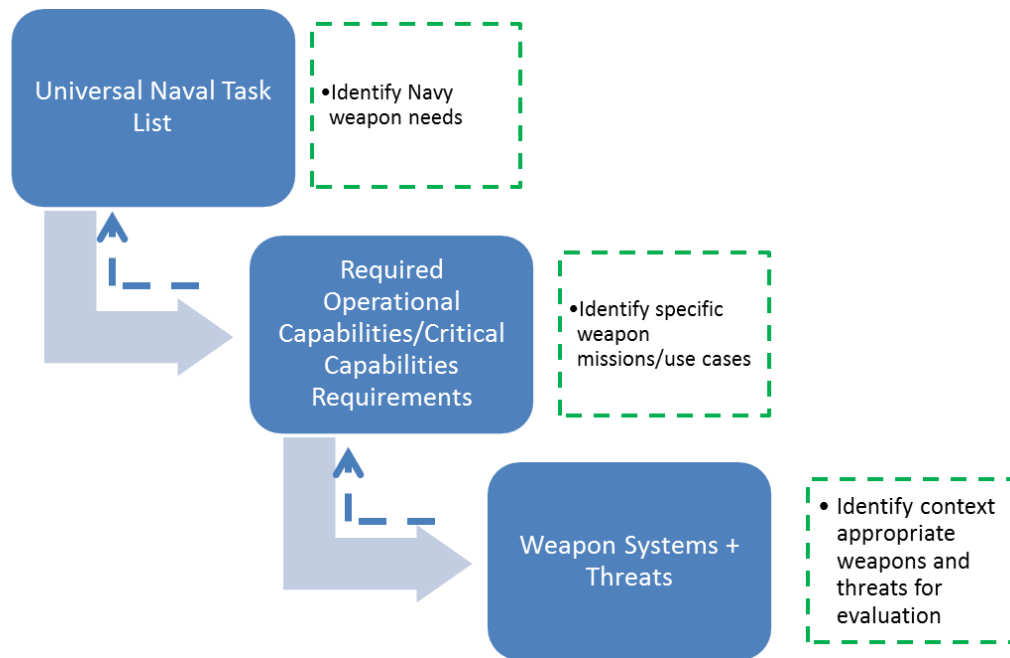 Universal Naval Task
List
•Identify Navy
weapon needs
Required
Operational
Capabilities/Critical
Capabilities
Requirements
•Identify specific
weapon
missions/use cases
Weapon Systems +
Threats
• Identify context
appropriate
weapons and
threats for
evaluation